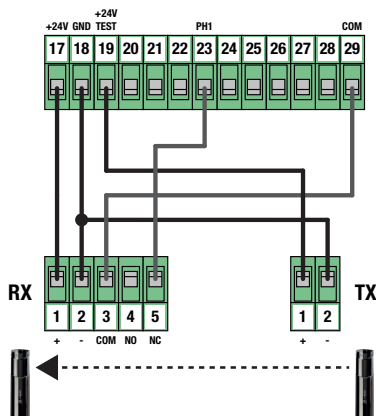 +24V
+24V GND TEST PH1 COM
17 18 19 20 21 22 23 24 25 26 27 28 29
RX TX
1 2 3 4 5 1 2
+ - COM NO NC + -